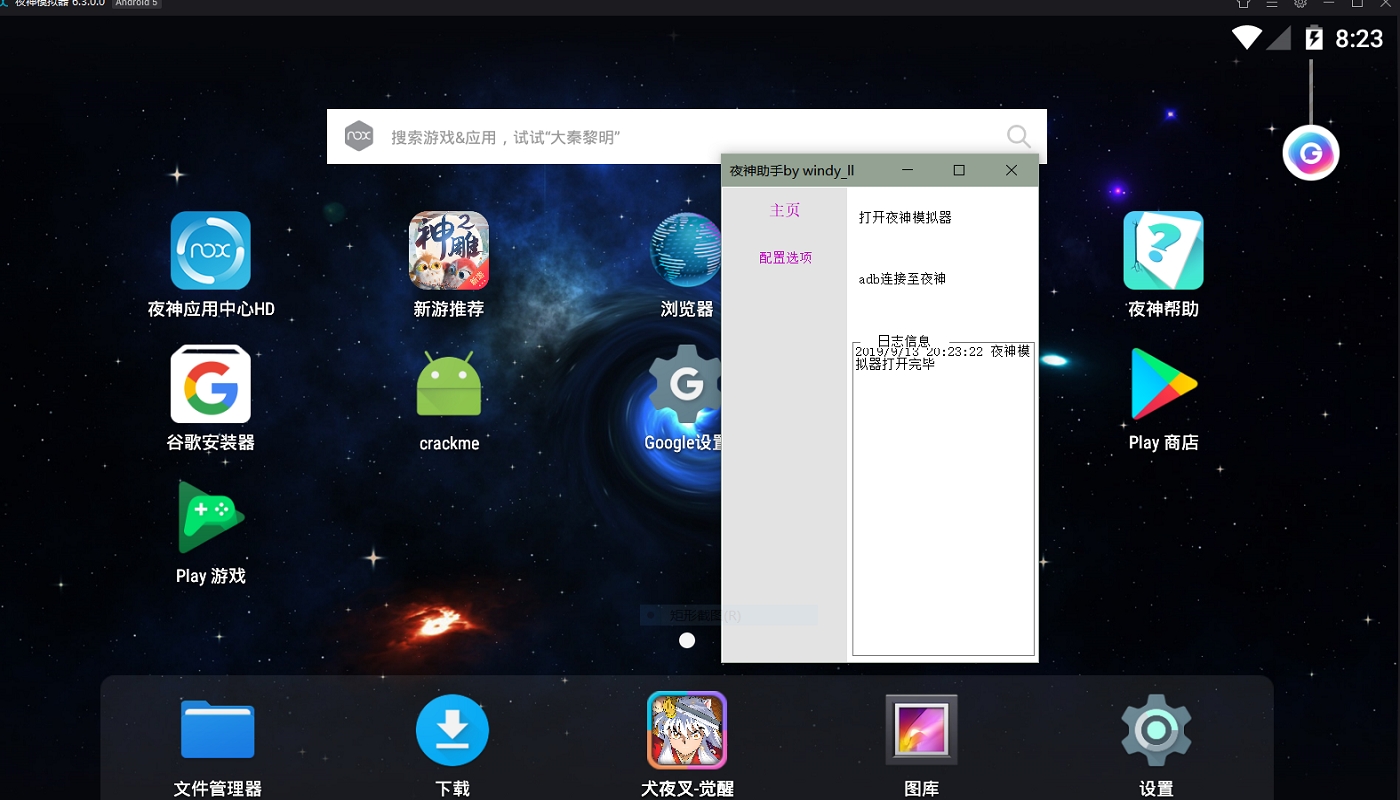 夜神模拟器 6.3.0.0 Android 5
8:23
nox 搜索游戏&应用，试试“大秦黎明”
夜神助手by windy_ll
主页
配置选项
打开夜神模拟器
adb连接至夜神
日志信息
2019/9/13 20:23:22 夜神模
拟器打开完毕
nox
神雕2
新游
夜神应用中心HD
新游推荐
浏览器
夜神帮助
谷歌安装器
crackme
Google设置
Play 商店
Play 游戏
矩形截图(R)
文件管理器
下载
犬夜叉-觉醒
图库
设置